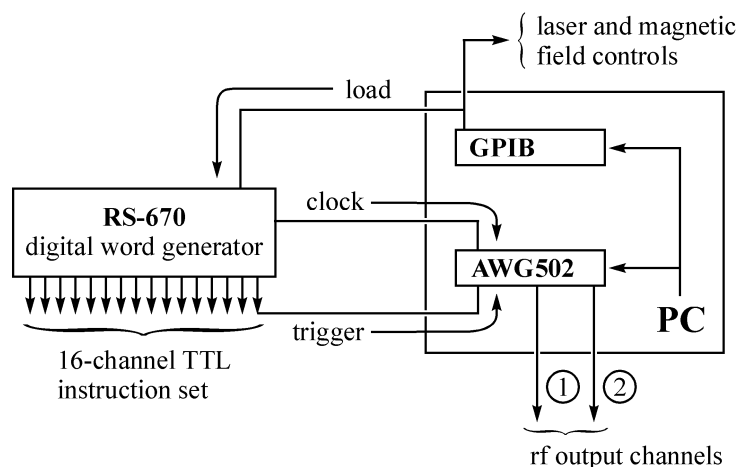 laser and magnetic
field controls
load
GPIB
RS-670
digital word generator
clock
AWG502
PC
trigger
16-channel TTL
instruction set
1
2
rf output channels